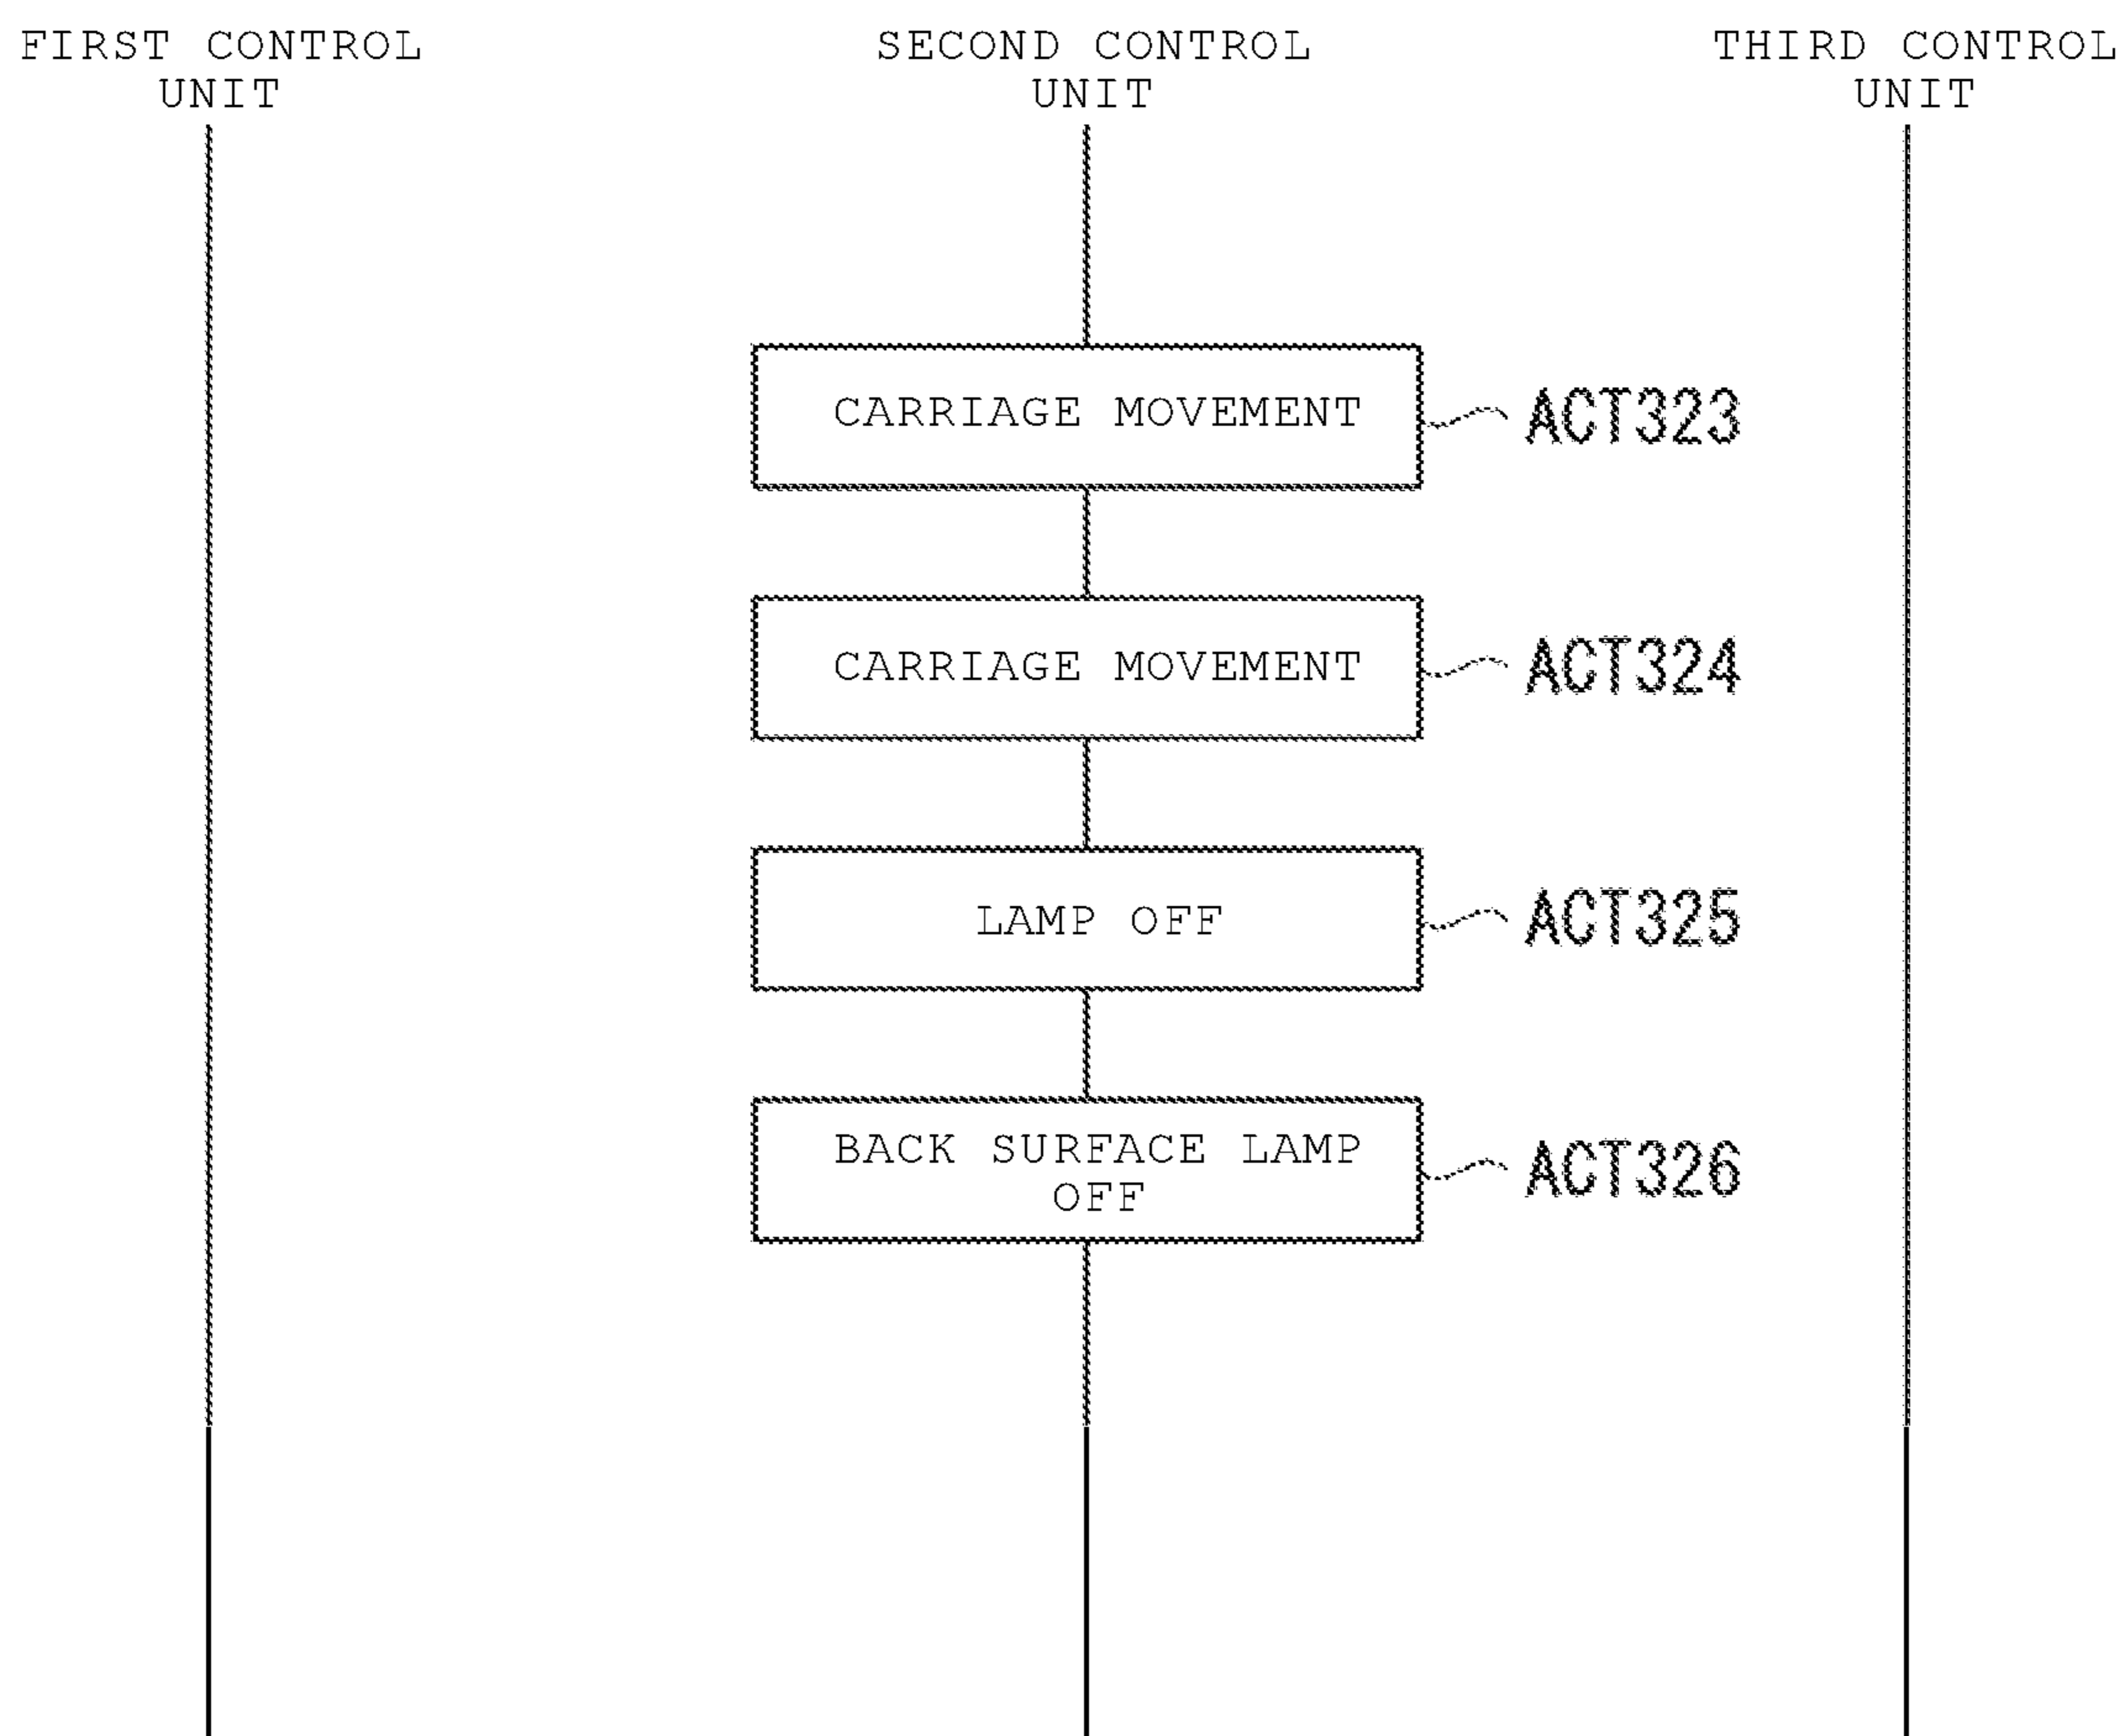 FIRST CONTROL
UNIT
SECOND CONTROL
UNIT
THIRD CONTROL
UNIT
CARRIAGE MOVEMENT
ACT323
CARRIAGE MOVEMENT
ACT324
LAMP OFF
ACT325
BACK SURFACE LAMP
OFF
ACT326